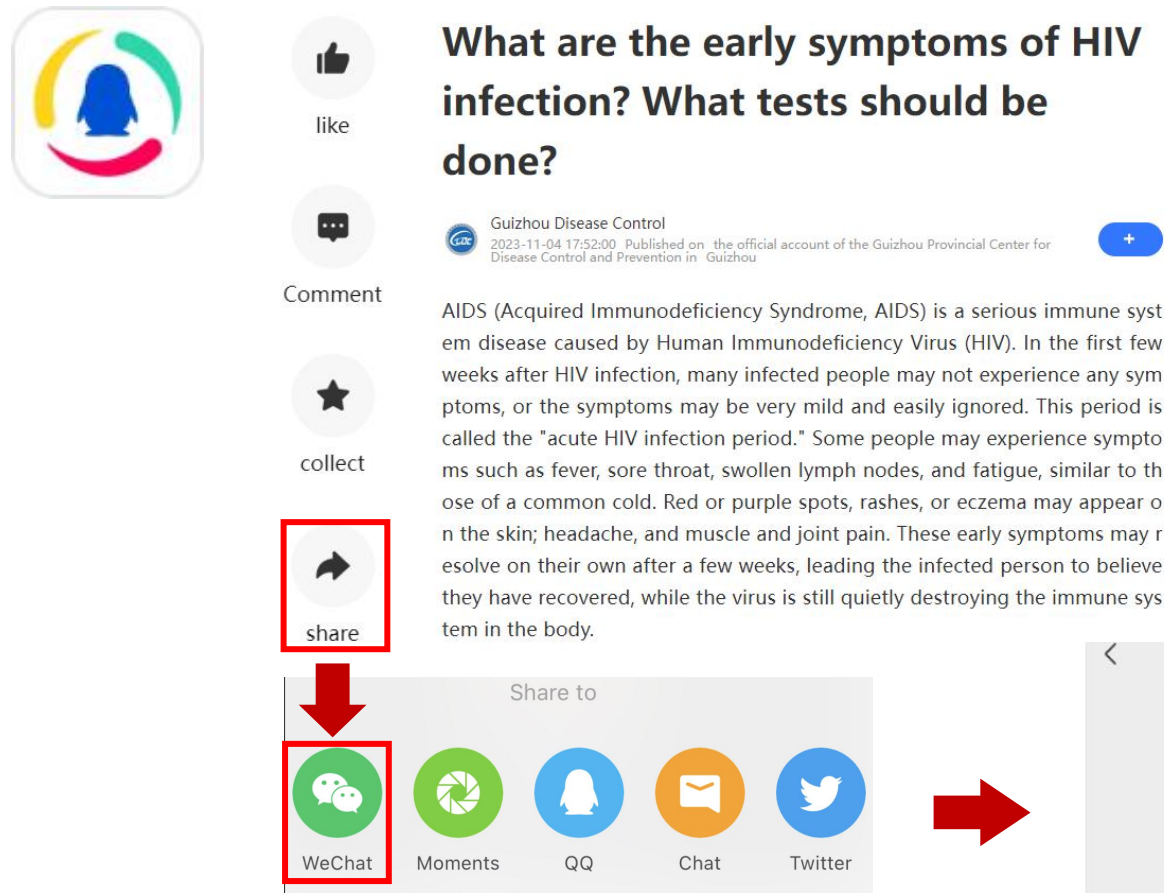 like
Comment
collect
share
What are the early symptoms of HIV
infection? What tests should be
done?
Guizhou Disease Control
2023-11-04 17:52:00 Published on the official account of the Guizhou Provincial Center for
Disease Control and Prevention in Guizhou
+
AIDS (Acquired Immunodeficiency Syndrome, AIDS) is a serious immune syst
em disease caused by Human Immunodeficiency Virus (HIV). In the first few
weeks after HIV infection, many infected people may not experience any sym
ptoms, or the symptoms may be very mild and easily ignored. This period is
called the "acute HIV infection period." Some people may experience sympto
ms such as fever, sore throat, swollen lymph nodes, and fatigue, similar to th
ose of a common cold. Red or purple spots, rashes, or eczema may appear o
n the skin; headache, and muscle and joint pain. These early symptoms may r
esolve on their own after a few weeks, leading the infected person to believe
they have recovered, while the virus is still quietly destroying the immune sys
tem in the body.
Share to
WeChat
Moments
QQ
Chat
Twitter